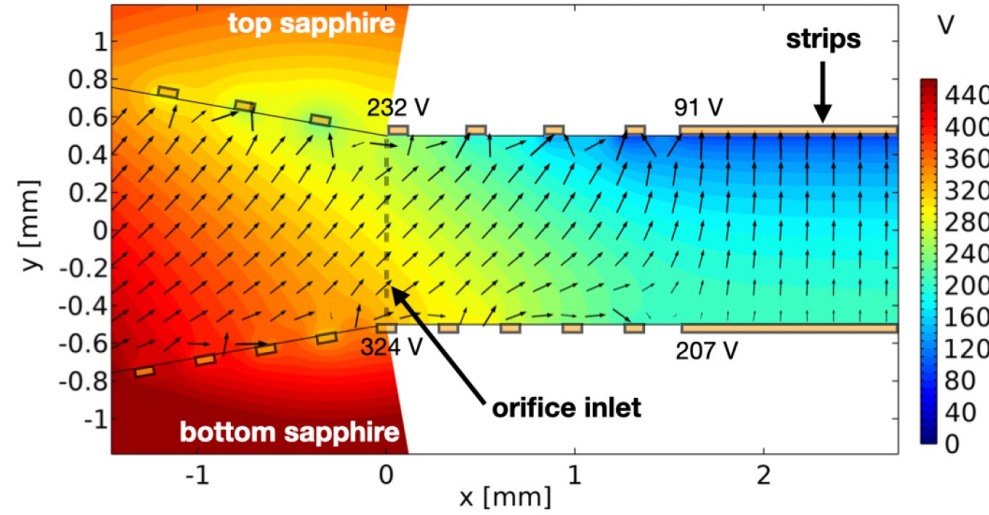 top sapphire
strips
V
1
0.8
0.6
0.4
0.2
0
-0.2
-0.4
-0.6
-0.8
-1
y [mm]
232 V
91 V
324 V
207 V
orifice inlet
bottom sapphire
-1
0
1
2
x [mm]
440
400
360
320
280
240
200
160
120
80
40
0